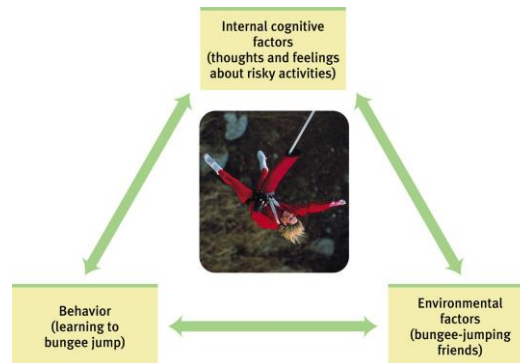 Internal cognitive
factors
(thoughts and feelings
about risky activities)
Behavior
(learning to
bungee jump)
Environmental
factors
(bungee-jumping
friends)